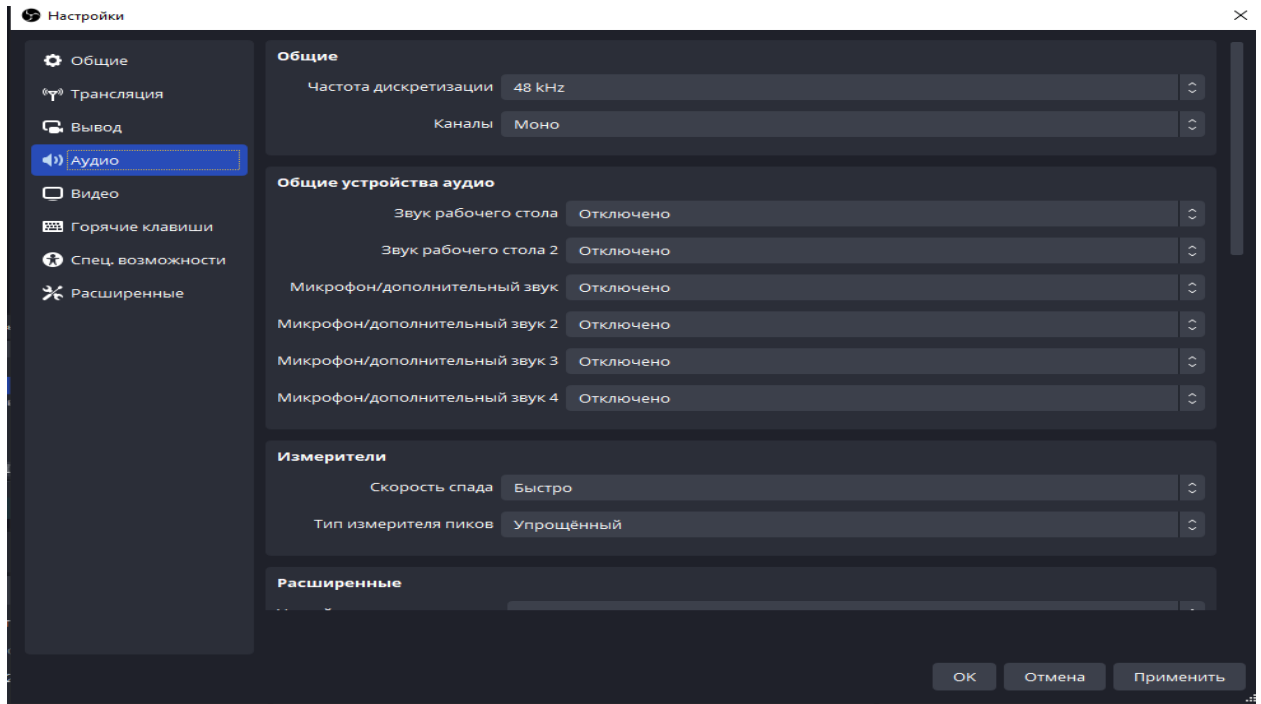 Настройки
Общие
Трансляция
Вывод
Аудио
Видео
Горячие клавиши
Спец. возможности
Расширенные
Общие
Частота дискретизации 48 kHz
Каналы Моно
Общие устройства аудио
Звук рабочего стола Отключено
Звук рабочего стола 2 Отключено
Микрофон/дополнительный звук Отключено
Микрофон/дополнительный звук 2 Отключено
Микрофон/дополнительный звук 3 Отключено
Микрофон/дополнительный звук 4 Отключено
Измерители
Скорость спада Быстро
Тип измерителя пиков Упрощённый
Расширенные
ОК Отмена Применить